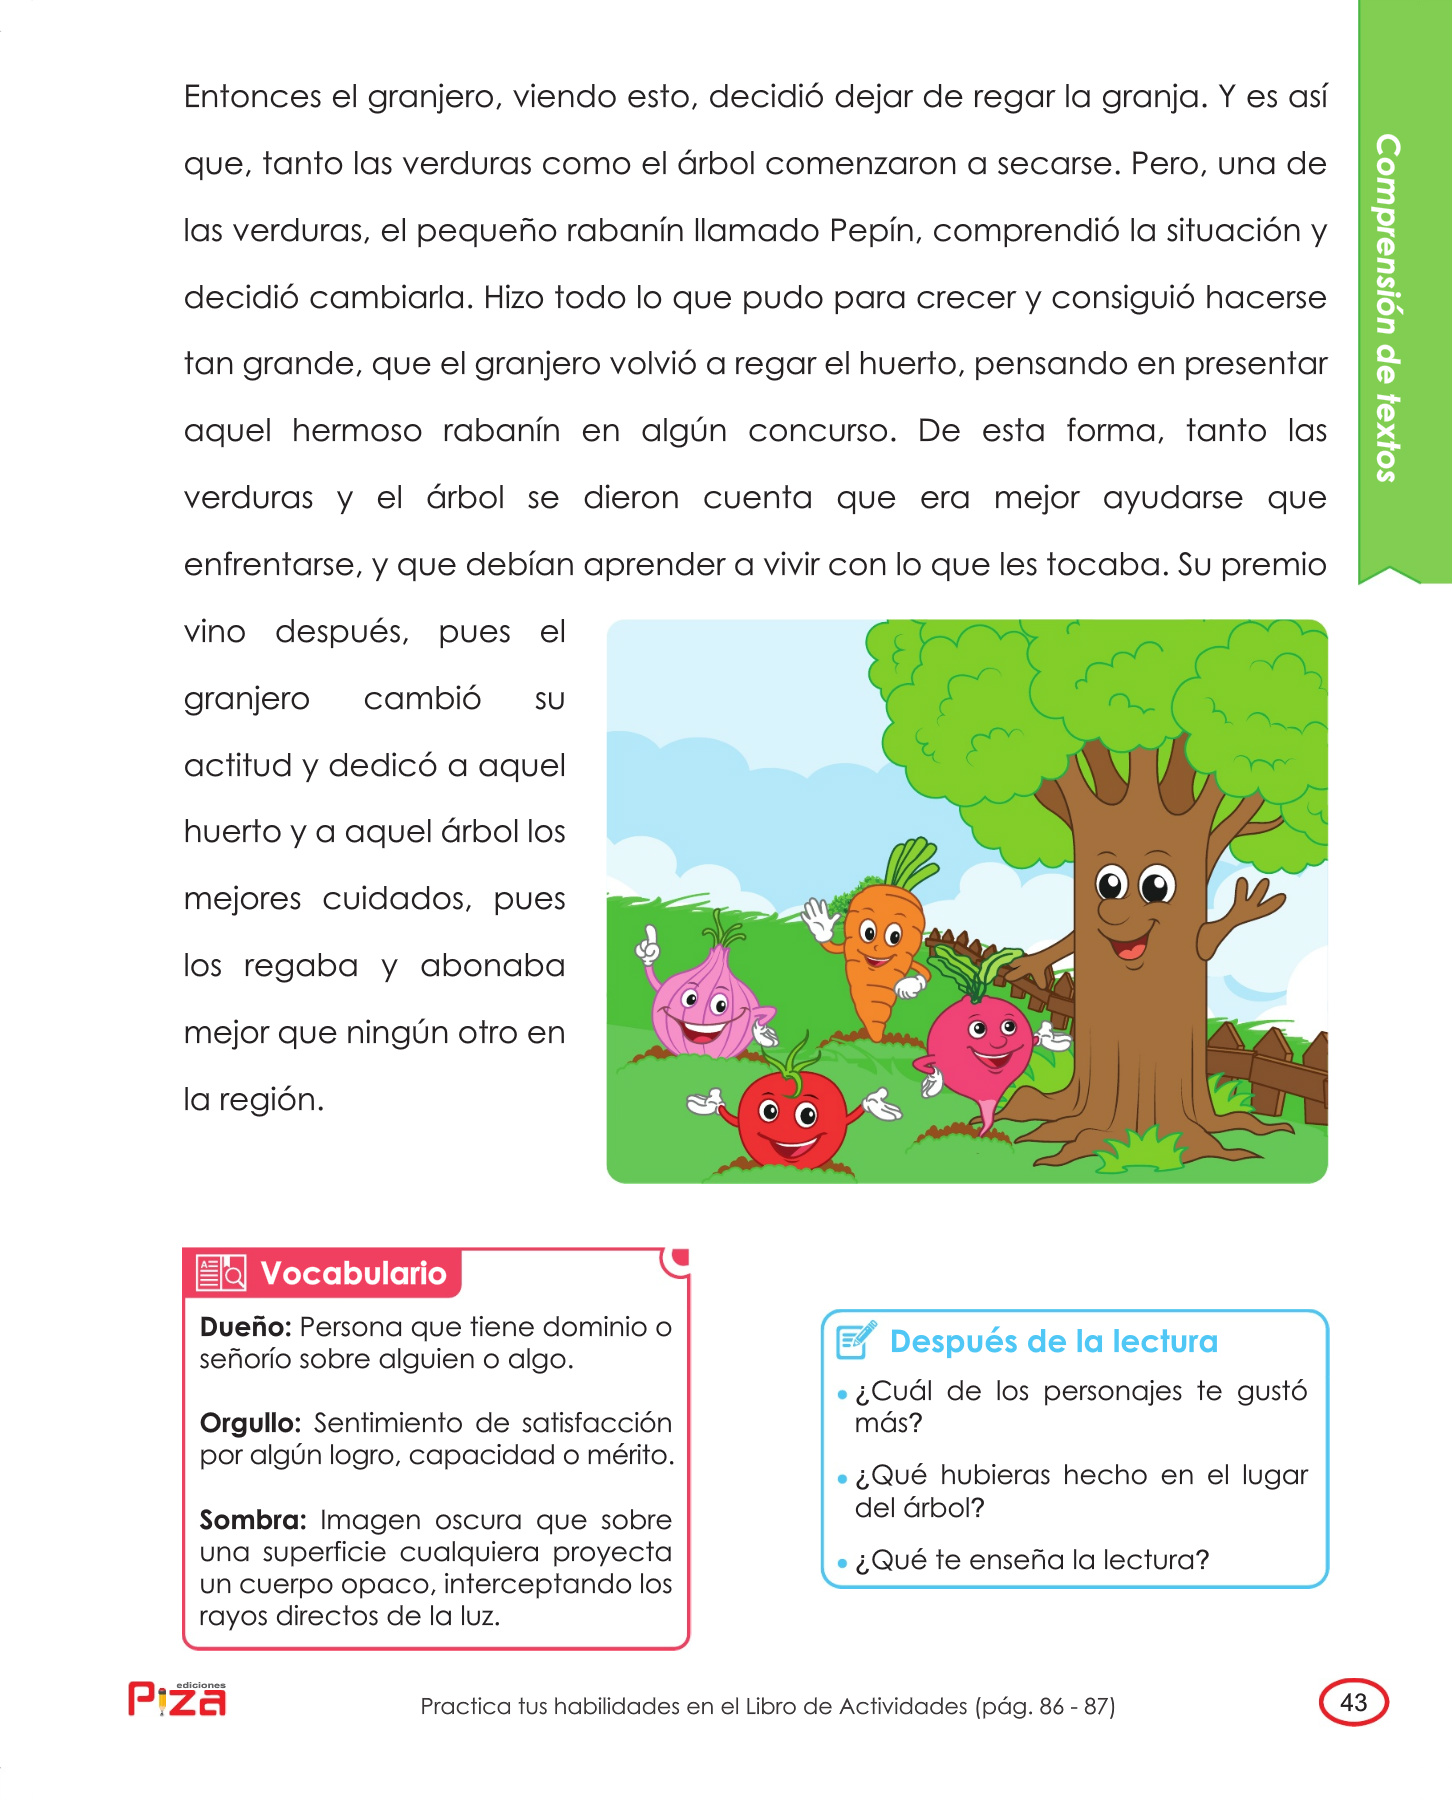 Entonces el granjero, viendo esto, decidió dejar de regar la granja. Y es así
que, tanto las verduras como el árbol comenzaron a secarse. Pero, una de
las verduras, el pequeño rabanín llamado Pepín, comprendió la situación y
decidió cambiarla. Hizo todo lo que pudo para crecer y consiguió hacerse
tan grande, que el granjero volvió a regar el huerto, pensando en presentar
aquel hermoso rabanín en algún concurso. De esta forma, tanto las
verduras y el árbol se dieron cuenta que era mejor ayudarse que
enfrentarse, y que debían aprender a vivir con lo que les tocaba. Su premio
vino después, pues el
granjero cambió su
actitud y dedicó a aquel
huerto y a aquel árbol los
mejores cuidados, pues
los regaba y abonaba
mejor que ningún otro en
la región.
Comprensión de textos
Vocabulario
Dueño: Persona que tiene dominio o
señorío sobre alguien o algo.
Orgullo: Sentimiento de satisfacción
por algún logro, capacidad o mérito.
Sombra: Imagen oscura que sobre
una superficie cualquiera proyecta
un cuerpo opaco, interceptando los
rayos directos de la luz.
Después de la lectura
• ¿Cuál de los personajes te gustó
más?
• ¿Qué hubieras hecho en el lugar
del árbol?
• ¿Qué te enseña la lectura?
ediciones
Piza
Practica tus habilidades en el Libro de Actividades (pág. 86 - 87)
43